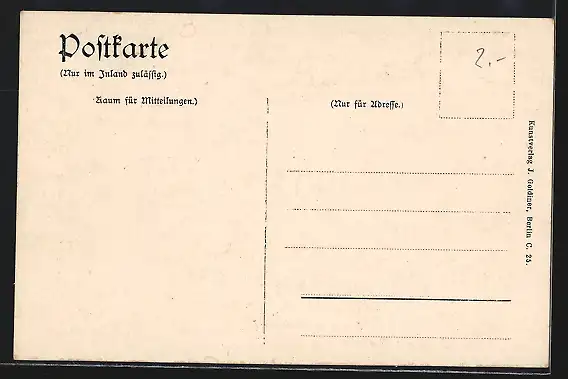 Postkarte
(Nur im Inland zulässig.)
Raum für Mitteilungen.)
(Nur für Adresse.)
2.-
Kunstverlag J. Goldiner, Berlin C. 25.